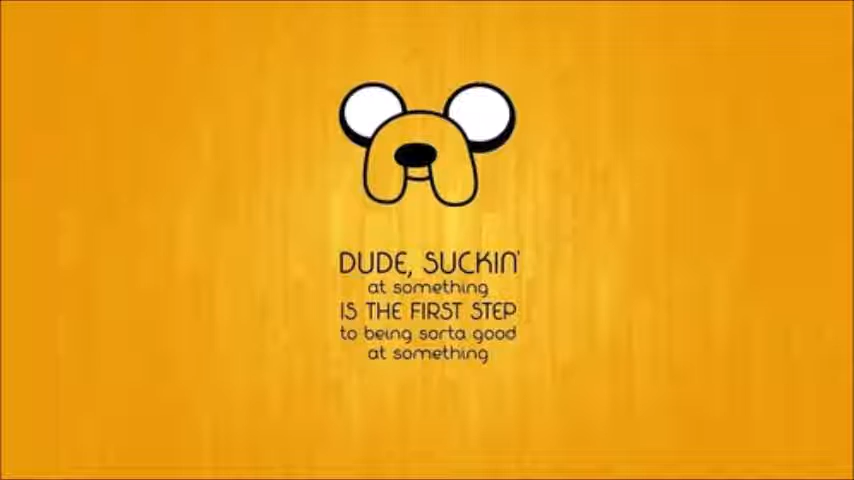 DUDE, SUCKIN'
at something
IS THE FIRST STEP
to being sorta good
at something